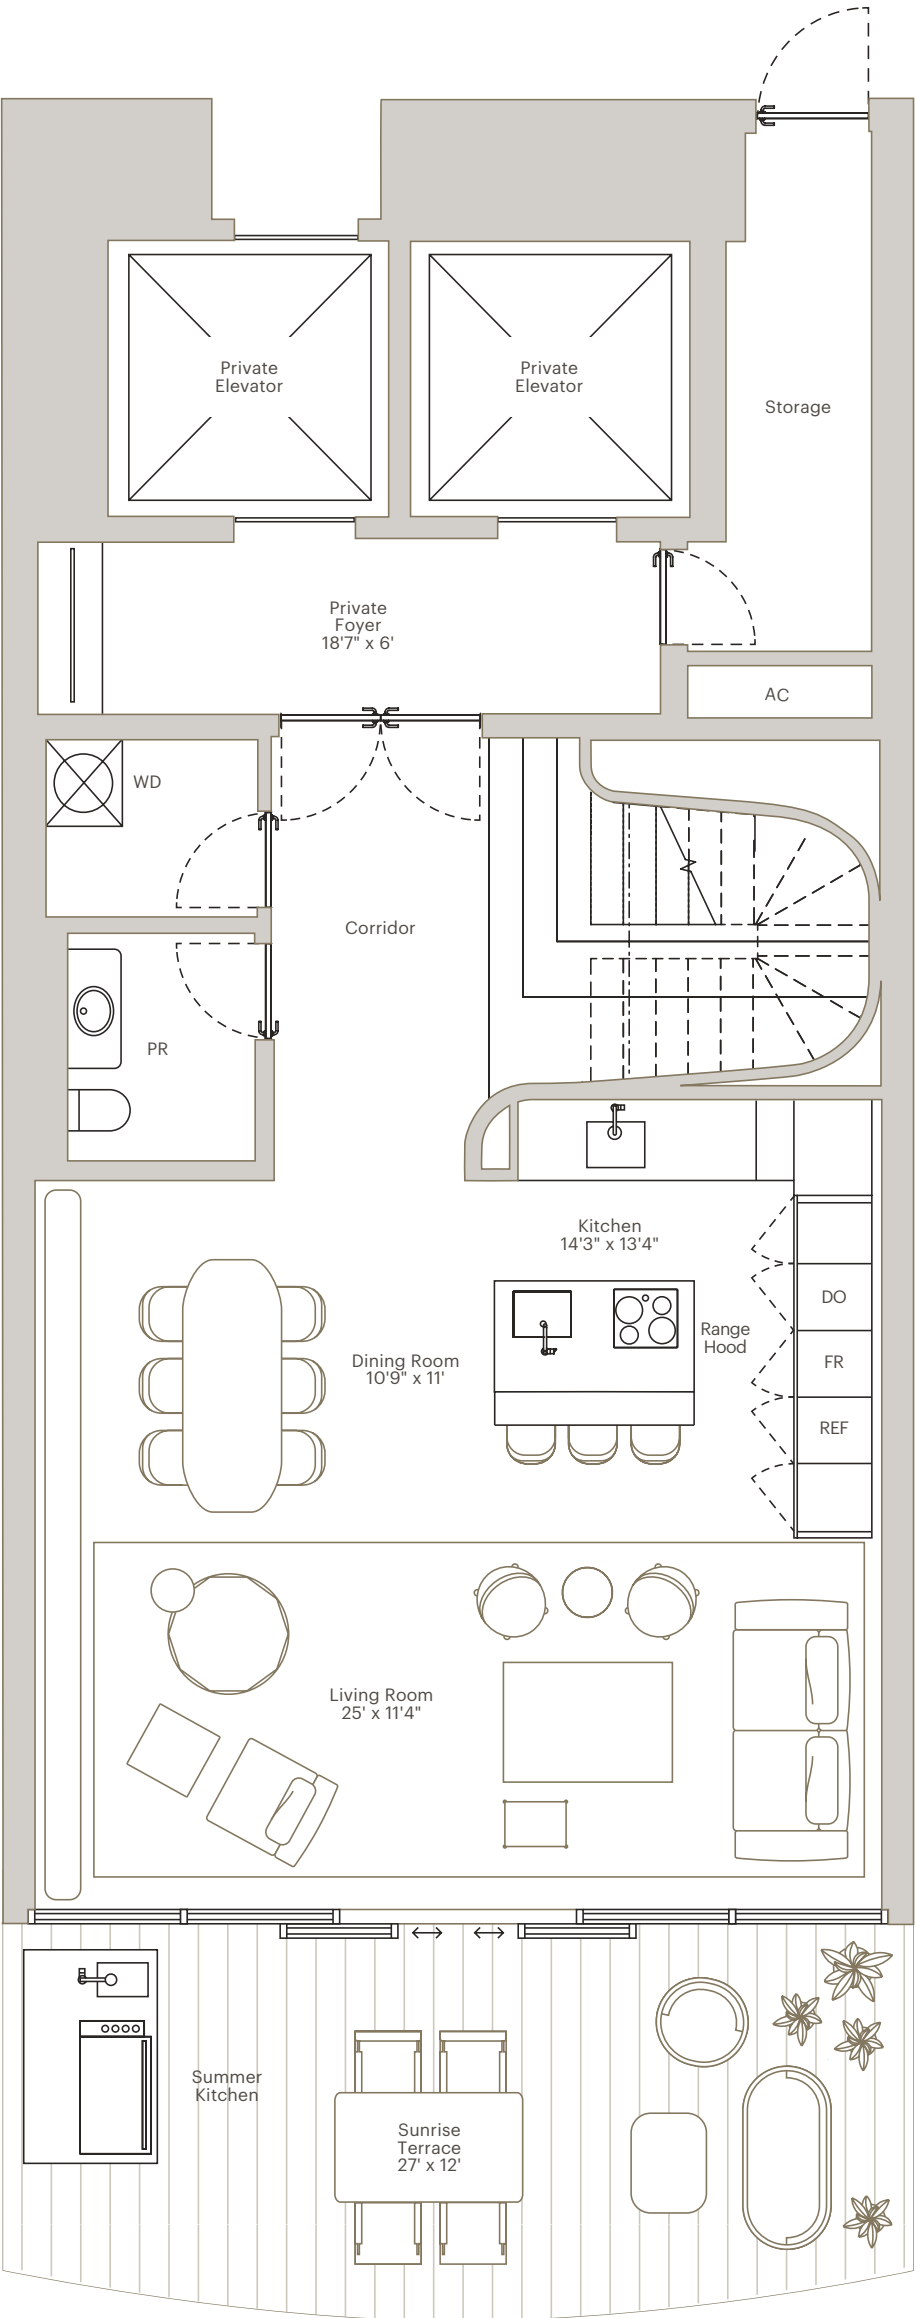 Private
Elevator
Private
Elevator
Storage
Private
Foyer
18'7" x 6'
AC
WD
Corridor
PR
Kitchen
14'3" x 13'4"
DO
Range
Hood
FR
Dining Room
10'9" x 11'
REF
Living Room
25' x 11'4"
Summer
Kitchen
Sunrise
Terrace
27' x 12'